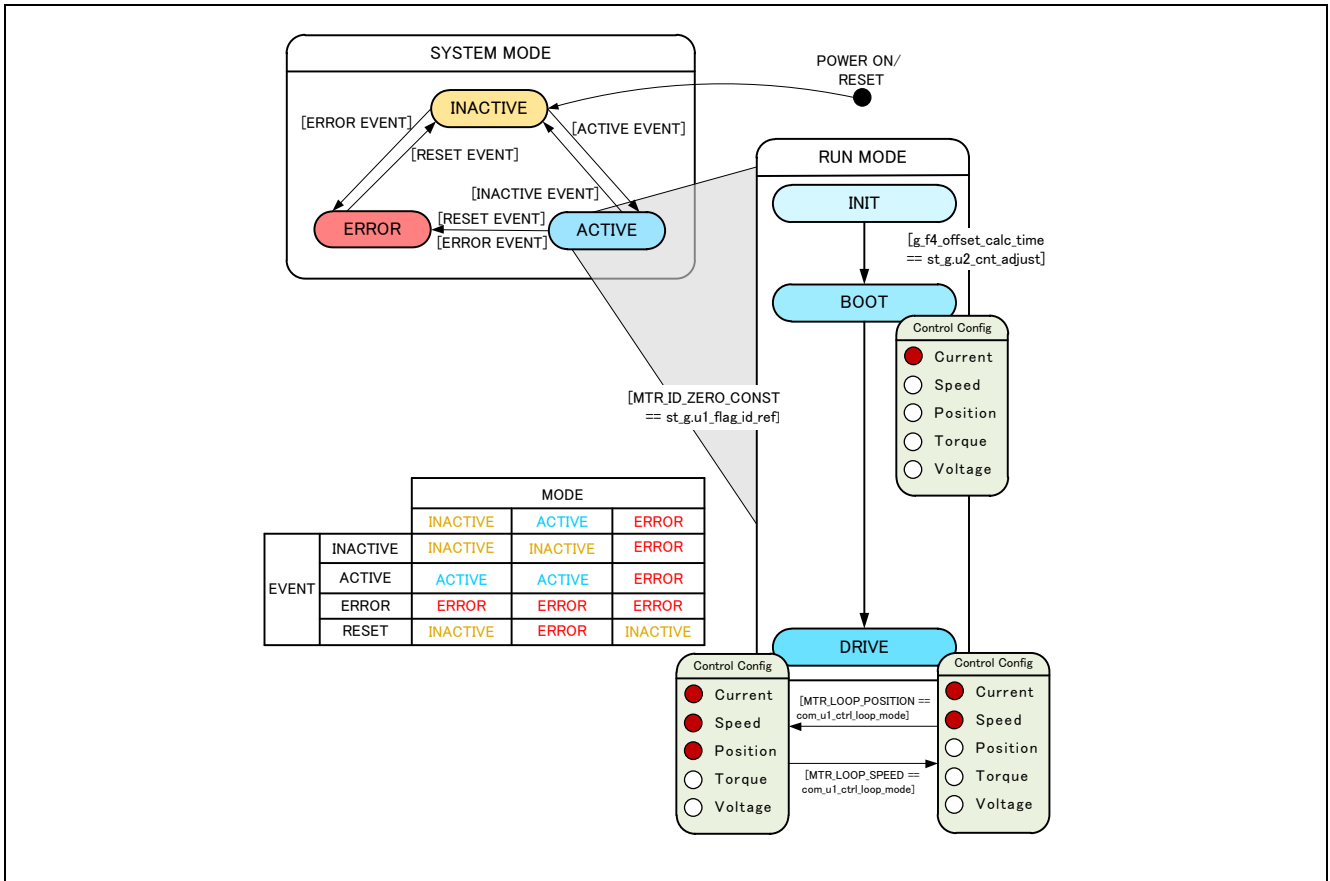 SYSTEM MODE
POWER ON/
RESET
INACTIVE
[ERROR EVENT]
[ACTIVE EVENT]
[RESET EVENT]
[INACTIVE EVENT]
ERROR
[RESET EVENT]
[ERROR EVENT]
ACTIVE
RUN MODE
INIT
[g_f4_offset_calc_time
== st_g.u2_cnt_adjust]
BOOT
Control Config
Current
Speed
Position
Torque
Voltage
[MTR_ID_ZERO_CONST
== st_g.u1_flag_id_ref]
MODE
INACTIVE ACTIVE ERROR
EVENT
INACTIVE INACTIVE INACTIVE ERROR
ACTIVE ACTIVE ACTIVE ERROR
ERROR ERROR ERROR ERROR
RESET INACTIVE ERROR INACTIVE
DRIVE
Control Config
Current
Speed
Position
Torque
Voltage
[MTR_LOOP_POSITION ==
com_u1_ctrl_loop_mode]
[MTR_LOOP_SPEED ==
com_u1_ctrl_loop_mode]
Control Config
Current
Speed
Position
Torque
Voltage